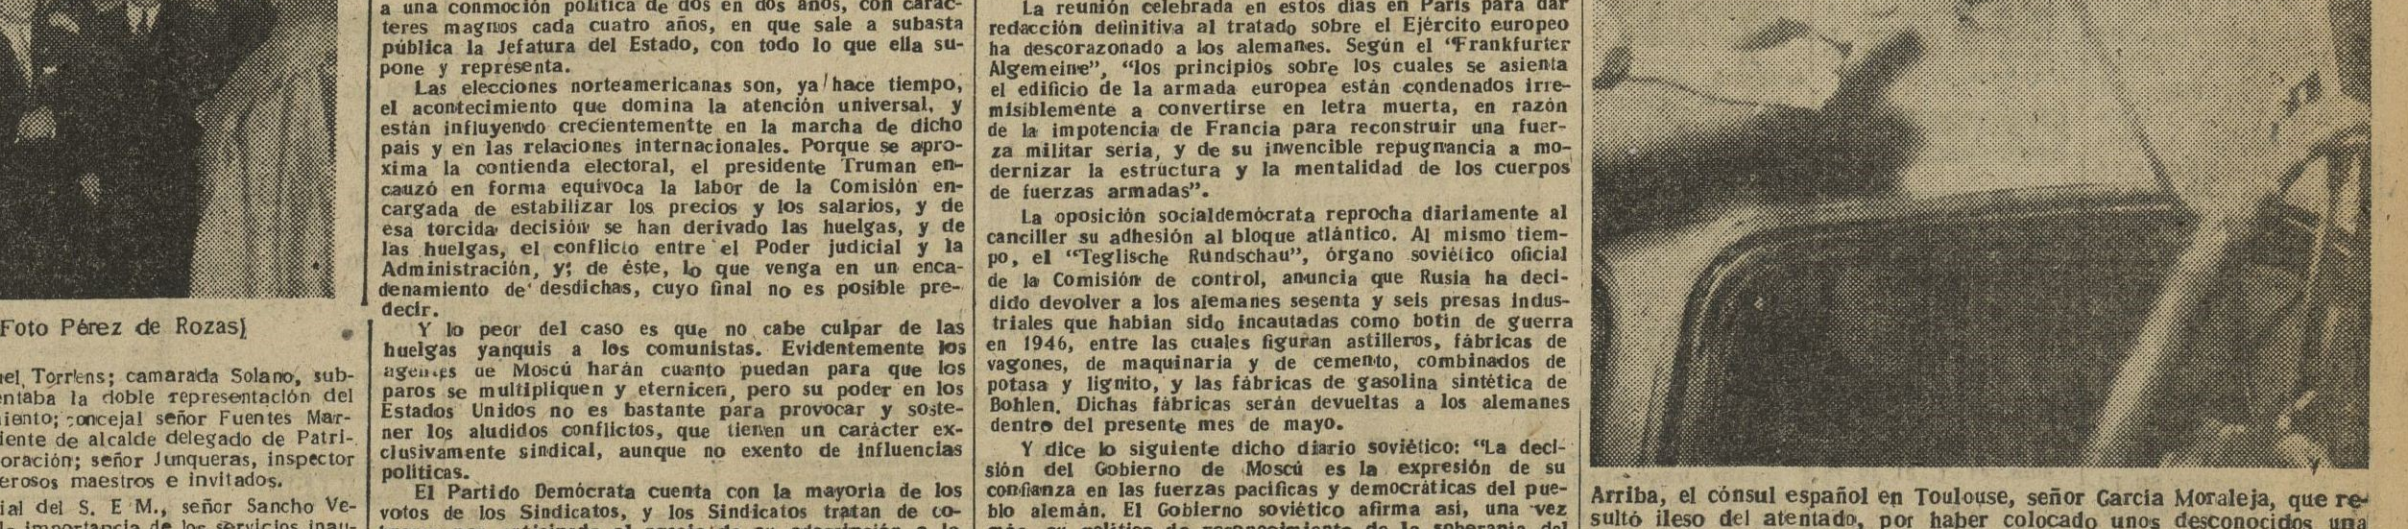 (Foto Pérez de Rozas)
Torrens; camarada Solano, sub-
la doble representación del
concejal señor Fuentes Mar-
de alcalde delegado de Patri-
señor Junqueras, inspector
maestros e invitados.
del S. E M., señor Sancho Ve-
a una conmoción política de dos en dos años, con carac-
teres magnos cada cuatro años, en que sale a subasta
pública la Jefatura del Estado, con todo lo que ella su-
pone y representa.
Las elecciones norteamericanas son, ya hace tiempo,
el acontecimiento que domina la atención universal, y
están influyendo crecientementte en la marcha de dicho
país y en las relaciones internacionales. Porque se apro-
xima la contienda electoral, el presidente Truman en-
cauzó en forma equívoca la labor de la Comisión en-
cargada de estabilizar los precios y los salarios, y de
esa torcida decisión se han derivado las huelgas, y de
las huelgas, el conflicto entre el Poder judicial y la
Administración, y; de éste, lo que venga en un enca-
denamiento de desdichas, cuyo final no es posible pre-
decir.
Y lo peor del caso es que no cabe culpar de las
huelgas yanquis a los comunistas. Evidentemente los
agentes de Moscú harán cuanto puedan para que los
paros se multipliquen y eternicen, pero su poder en los
Estados Unidos no es bastante para provocar y soste-
ner los aludidos conflictos, que tienen un carácter ex-
clusivamente sindical, aunque no exento de influencias
políticas.
El Partido Demócrata cuenta con la mayoría de los
votos de los Sindicatos, y los Sindicatos tratan de co-
La reunión celebrada en estos días en París para dar
redacción definitiva al tratado sobre el Ejército europeo
ha descorazonado a los alemanes. Según el "Frankfurter
Algemeine", "los principios sobre los cuales se asienta
el edificio de la armada europea están condenados irre-
misiblemente a convertirse en letra muerta, en razón
de la impotencia de Francia para reconstruir una fuer-
za militar seria, y de su invencible repugnancia a mo-
dernizar la estructura y la mentalidad de los cuerpos
de fuerzas armadas".
La oposición socialdemócrata reprocha diariamente al
canciller su adhesión al bloque atlántico. Al mismo tiem-
po, el "Teglische Rundschau", órgano soviético oficial
de la Comisión de control, anuncia que Rusia ha deci-
dido devolver a los alemanes sesenta y seis presas indus-
triales que habían sido incautadas como botín de guerra
en 1946, entre las cuales figuran astilleros, fábricas de
vagones, de maquinaria y de cemento, combinados de
potasa y lignito, y las fábricas de gasolina sintética de
Bohlen. Dichas fábricas serán devueltas a los alemanes
dentro del presente mes de mayo.
Y dice lo siguiente dicho diario soviético: "La deci-
sión del Gobierno de Moscú es la expresión de su
confianza en las fuerzas pacíficas y democráticas del pue-
blo alemán. El Gobierno soviético afirma así, una vez
Arriba, el cónsul español en Toulouse, señor García Moraleja, que re-
sultó ileso del atentado, por haber colocado unos desconocidos una